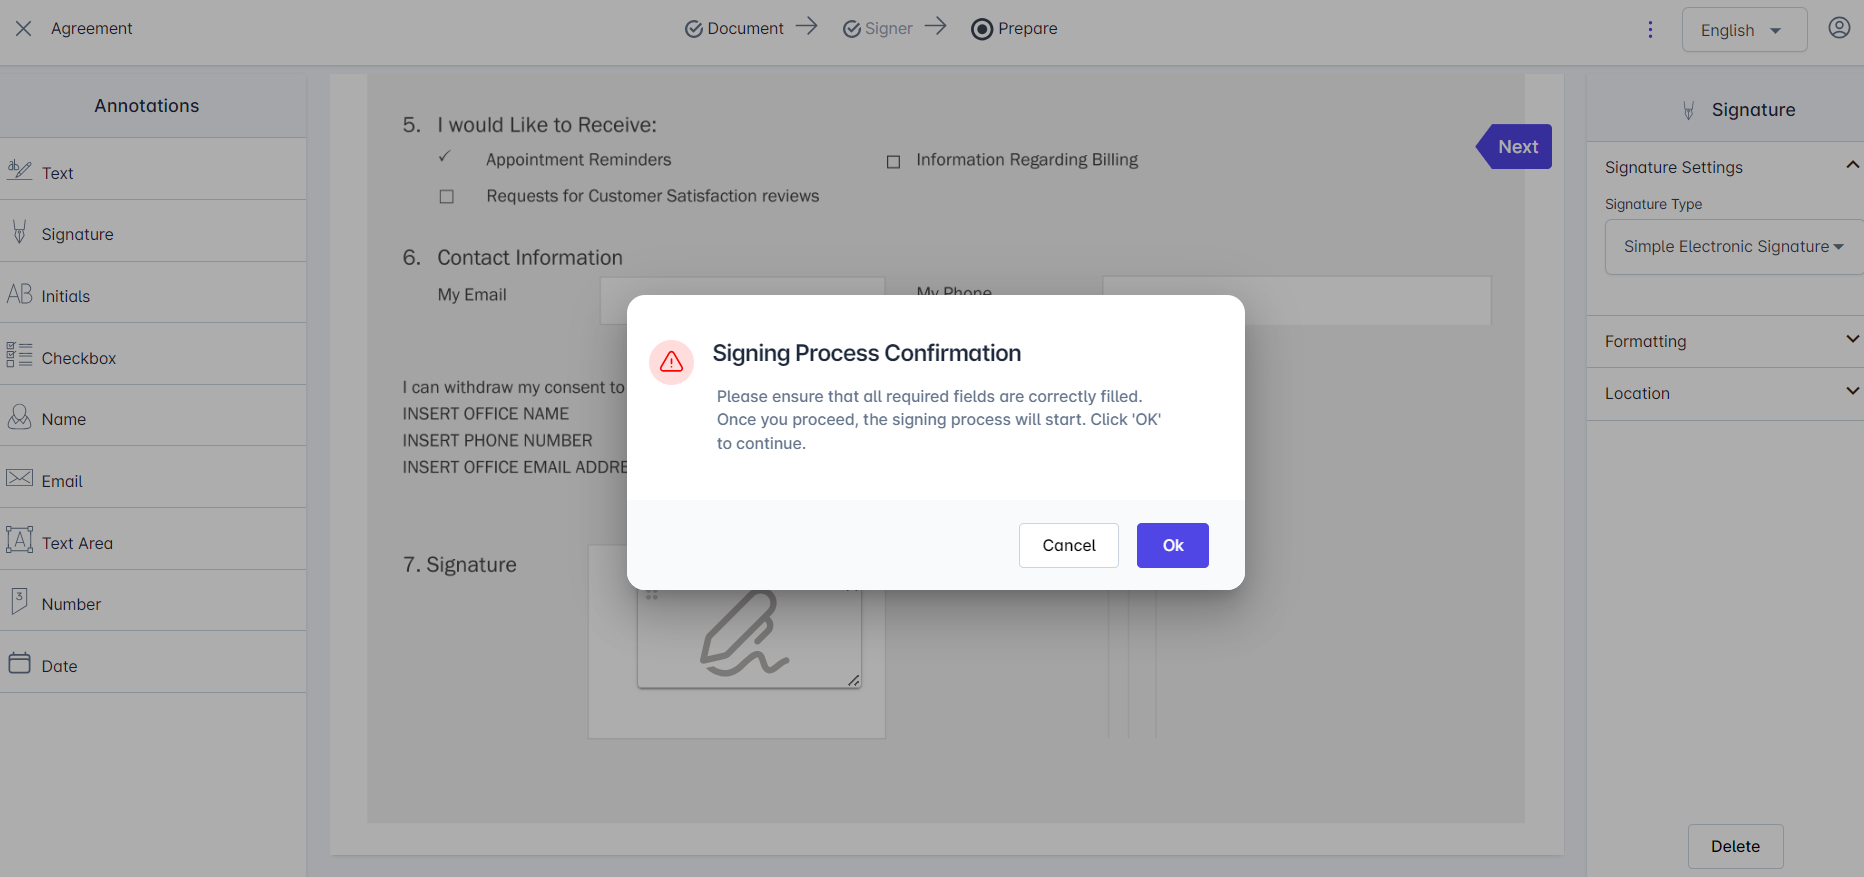 Agreement
Document
Signer
Prepare
English
Annotations
Text
Signature
AB Initials
Checkbox
Name
Email
A Text Area
3 Number
Date
5. I would Like to Receive:
✓ Appointment Reminders
Information Regarding Billing
Requests for Customer Satisfaction reviews
Next
6. Contact Information
My Email
My Phone
I can withdraw my consent to
INSERT OFFICE NAME
INSERT PHONE NUMBER
INSERT OFFICE EMAIL ADDRE
7. Signature
Signing Process Confirmation
Please ensure that all required fields are correctly filled.
Once you proceed, the signing process will start. Click 'OK'
to continue.
Cancel
Ok
Signature
Signature Settings
Signature Type
Simple Electronic Signature
Formatting
Location
Delete